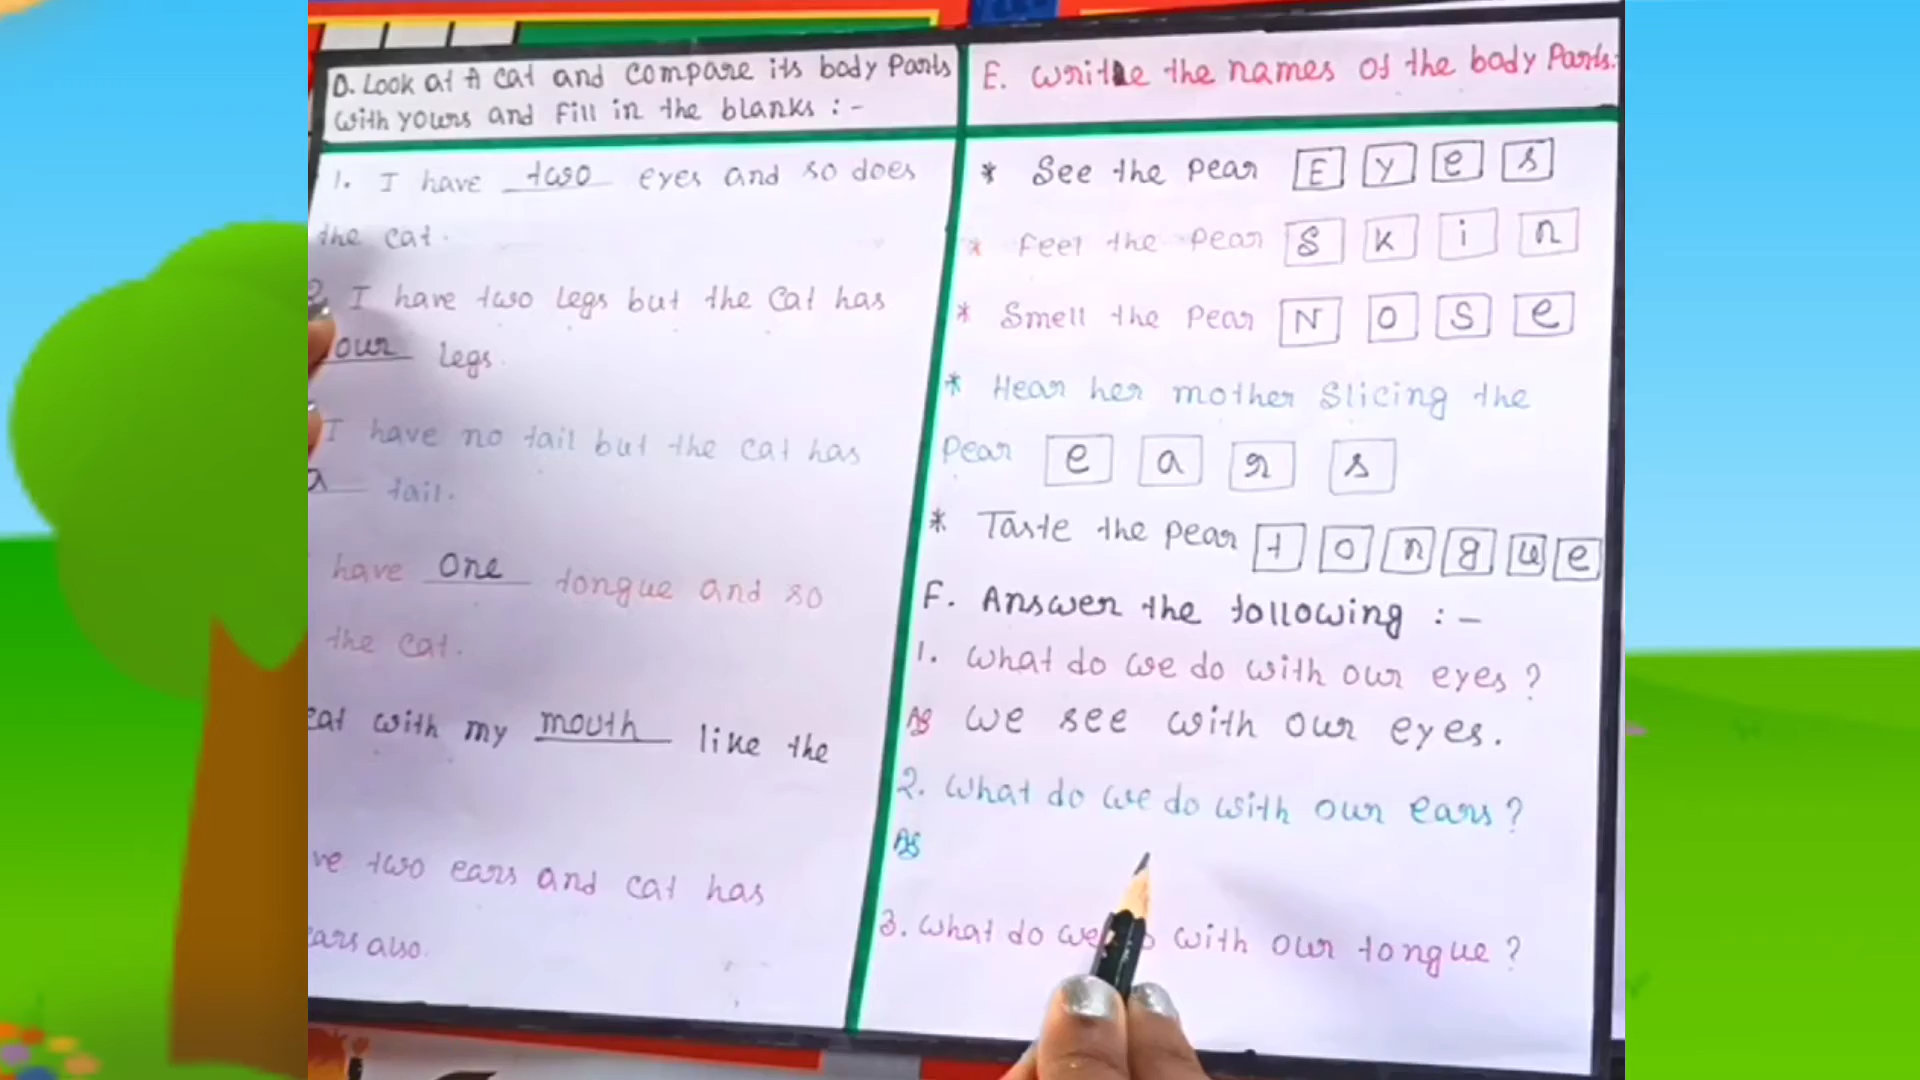 D. Look at A cat and compare its body parts
with yours and fill in the blanks : -
1. I have two eyes and so does
the cat.
2. I have two legs but the cat has
our legs.
I have no tail but the cat has
a tail.
have one tongue and so
the cat.
eat with my mouth like the
ve two ears and cat has
ears also.
E. Write the names of the body Parts:
* See the pear E y e s
* Feel the pear S k i n
* Smell the pear N o s e
* Hear her mother slicing the
pear e a r s
* Taste the pear t o n g u e
F. Answer the following : -
1. What do we do with our eyes ?
As we see with our eyes.
2. What do we do with our ears ?
As
3. What do we with our tongue ?